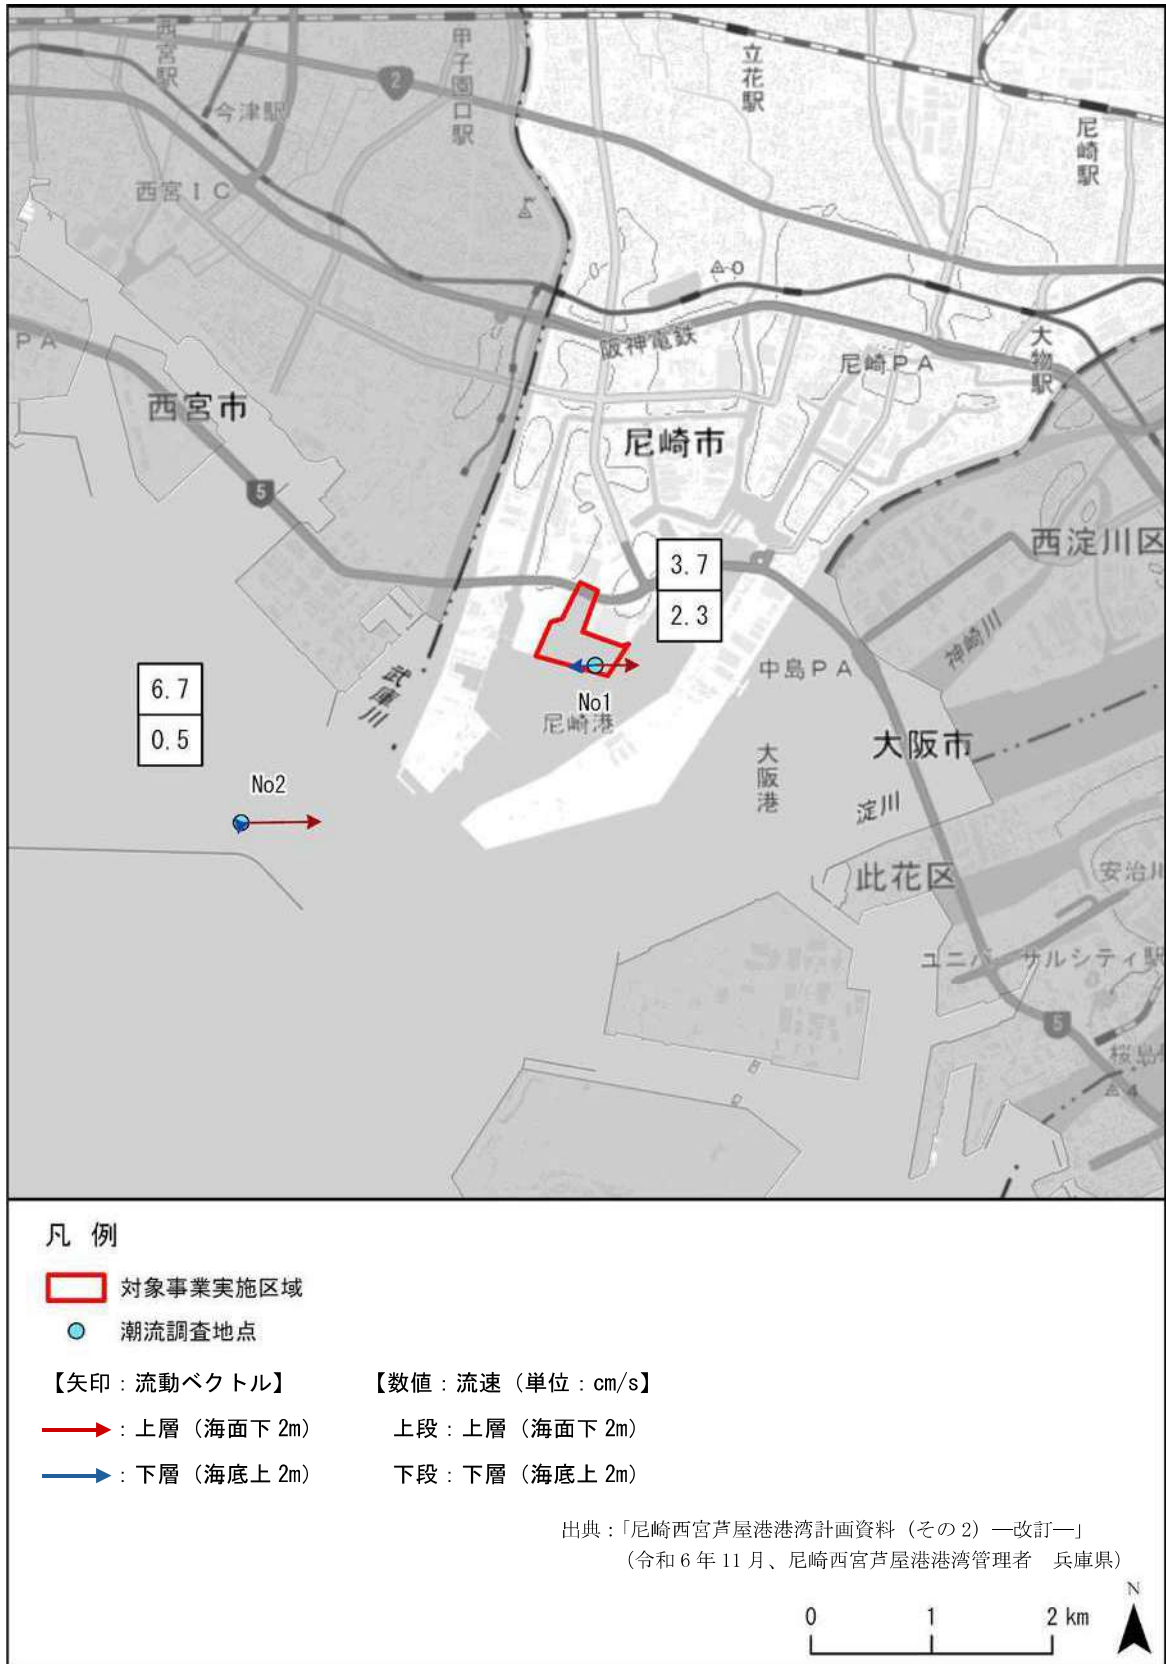 西宮駅
甲子園口駅
立花駅
2
今津駅
尼崎駅
西宮IC
0
阪神電鉄
PA
尼崎PA
大物駅
西宮市
尼崎市
5
西淀川区
3.7
2.3
神崎川
6.7
0.5
武庫川
中島PA
No1
尼崎港
大阪市
大阪港
No2
淀川
此花区
安治川
ユニバーサルシティ駅
5
桜島
4
凡 例
対象事業実施区域
潮流調査地点
【矢印:流動ベクトル】 【数値:流速(単位:cm/s】
:上層(海面下 2m) 上段:上層(海面下 2m)
:下層(海底上 2m) 下段:下層(海底上 2m)
出典:「尼崎西宮芦屋港港湾計画資料(その 2)―改訂―」
(令和 6 年 11 月、尼崎西宮芦屋港港湾管理者 兵庫県)
N
0 1 2 km